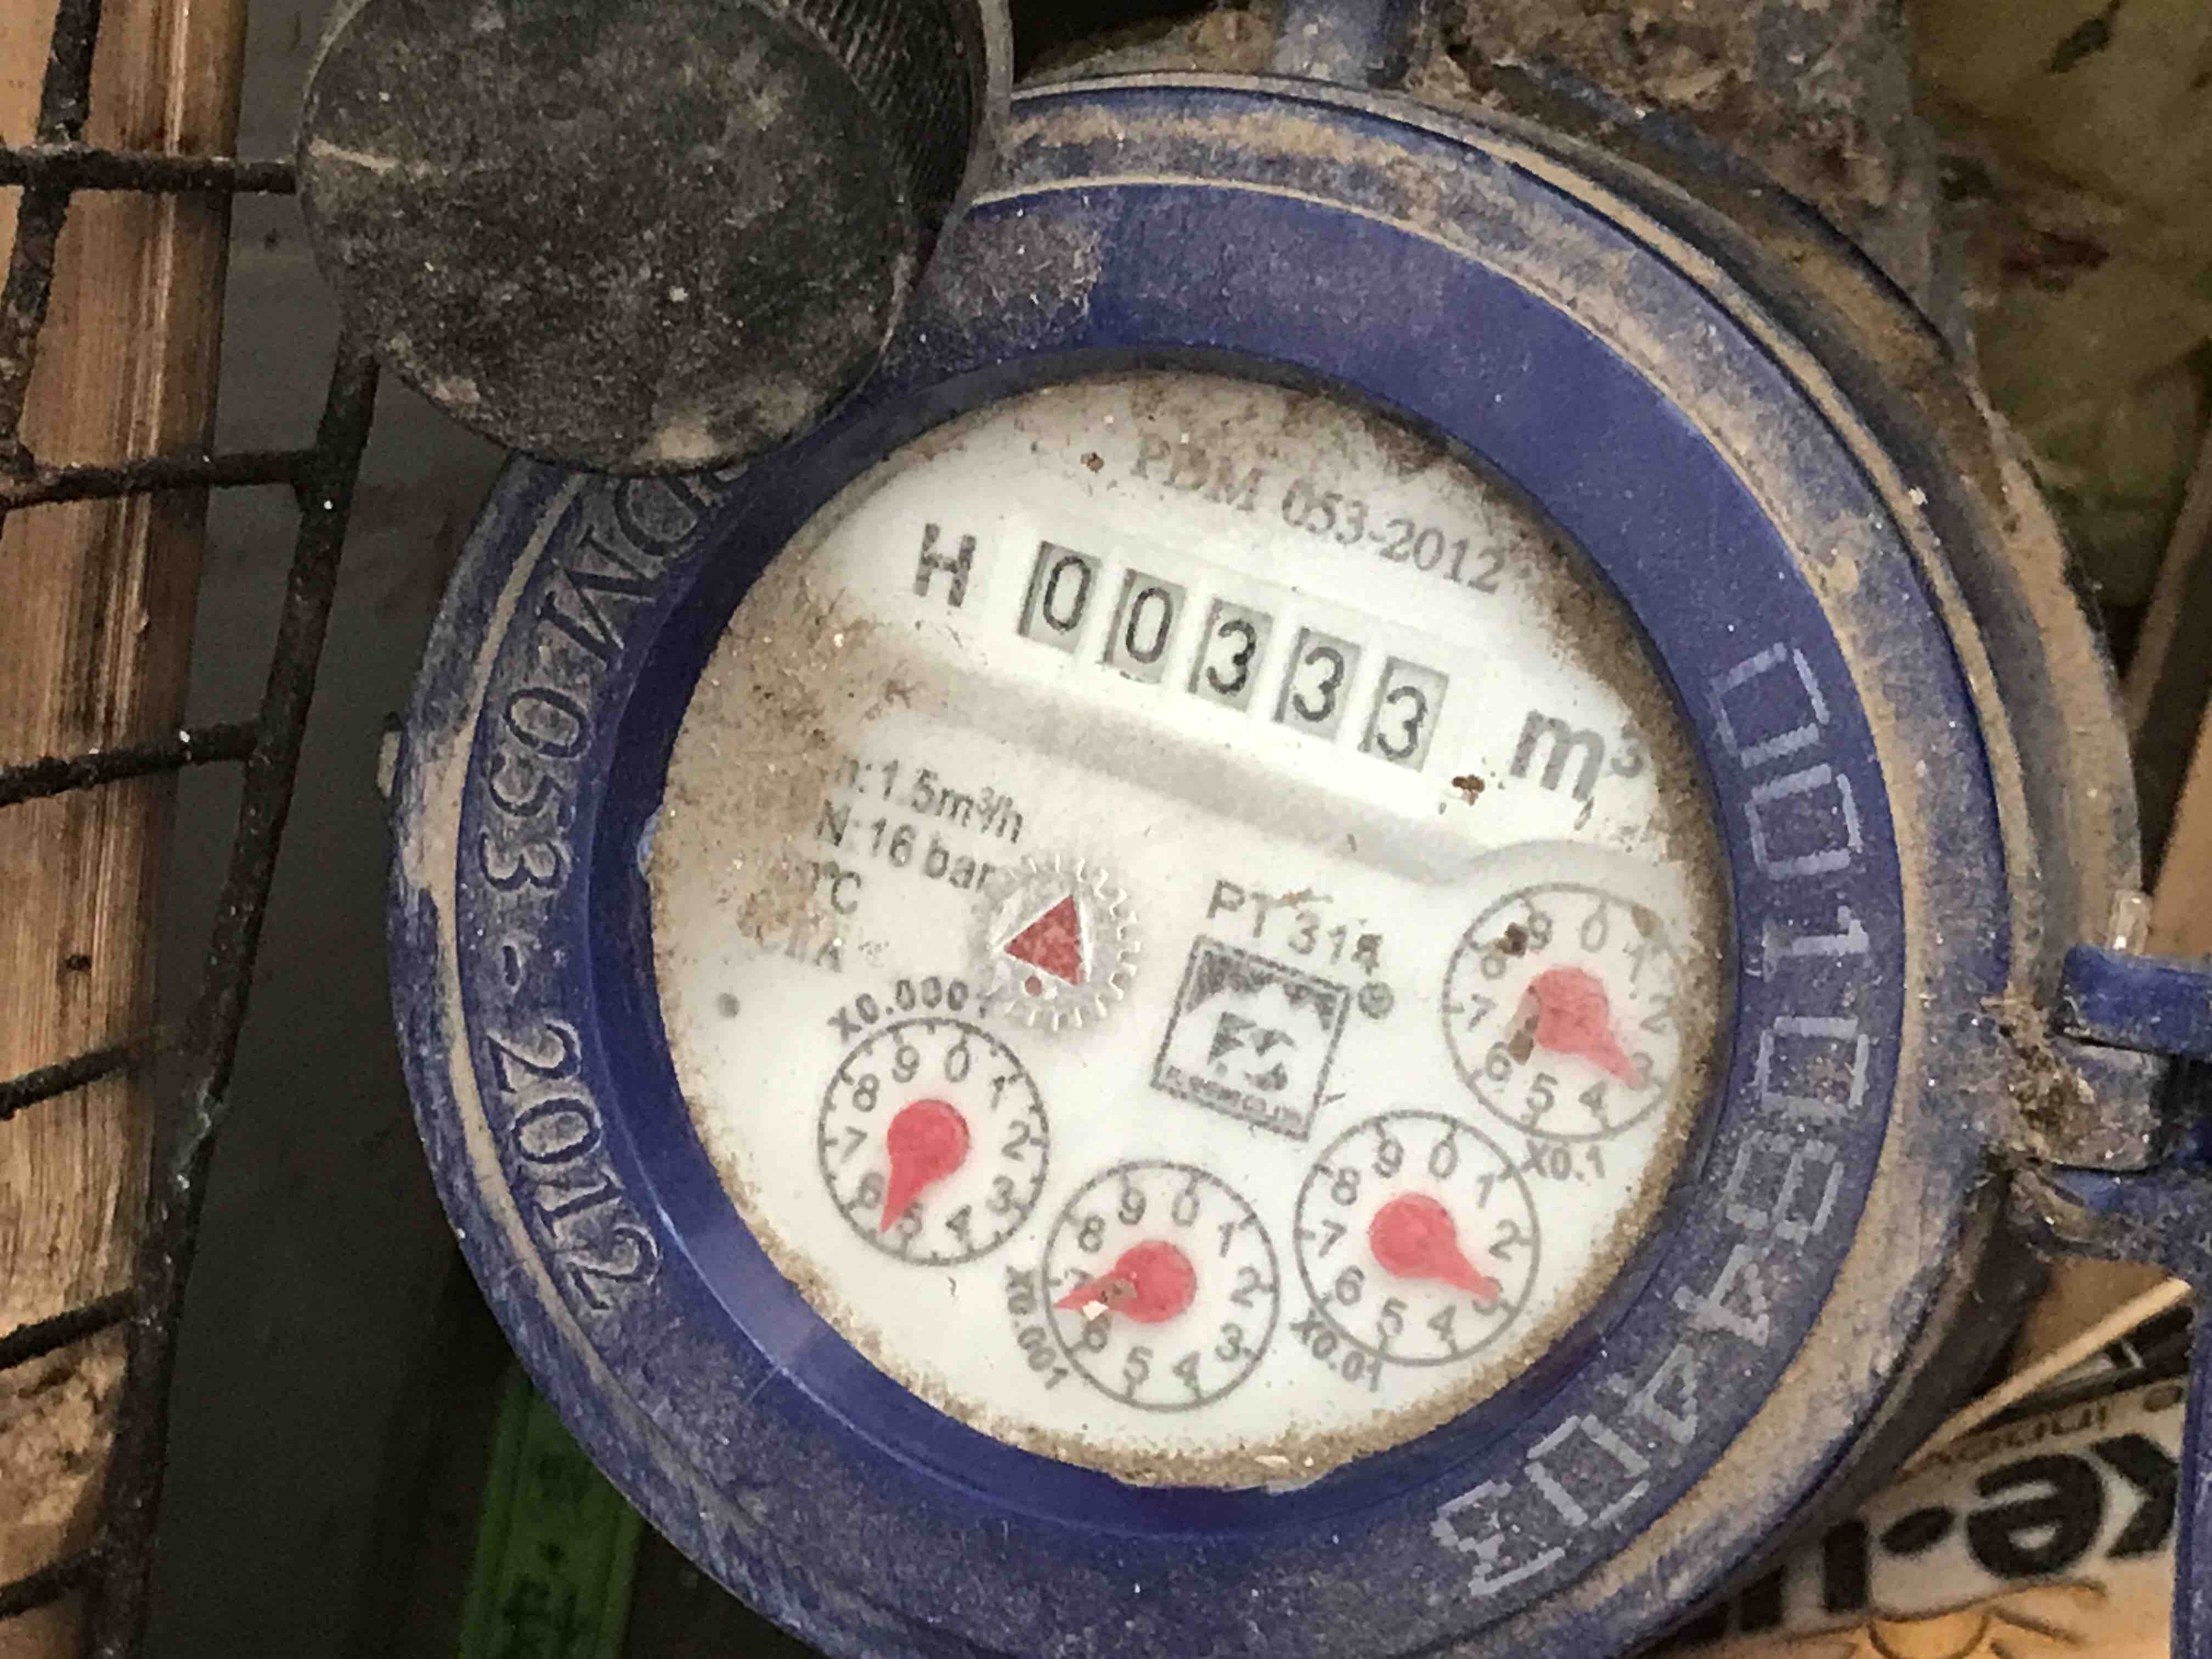 PDM 053-2012
H 00333 m³
n:1.5m³/h
N:16 bar
0°C
PT 314
X0.0001
9 0 1 2 3 4 5 6 8 7
X0.001
9 0 1 2 3 4 5 6 7 8
X0.01
9 0 1 2 3 4 5 6 7 8
X0.1
9 0 1 2 3 4 5 6 7 8
DM 053 - 2012